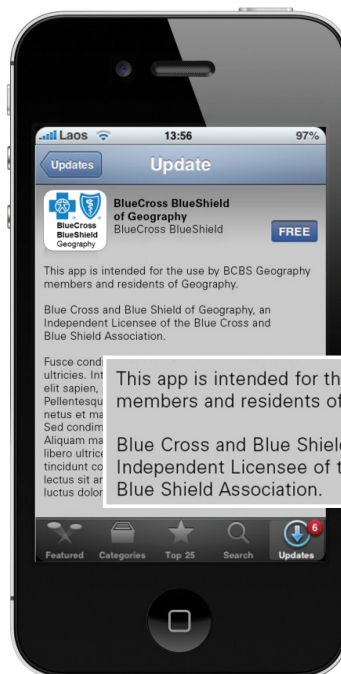 Laos 13:56 97%
Updates Update
BlueCross
BlueShield
Geography
BlueCross BlueShield
of Geography
BlueCross BlueShield
FREE
This app is intended for the use by BCBS Geography
members and residents of Geography.
Blue Cross and Blue Shield of Geography, an
Independent Licensee of the Blue Cross and
Blue Shield Association.
Fusce cond
ultricies. Int
elit sapien,
Pellentesqu
netus et ma
Sed condim
Aliquam ma
libero ultrice
tincidunt co
lectus sit ar
luctus dolor
This app is intended for th
members and residents of
Blue Cross and Blue Shiel
Independent Licensee of t
Blue Shield Association.
Featured Categories Top 25 Search Updates
6